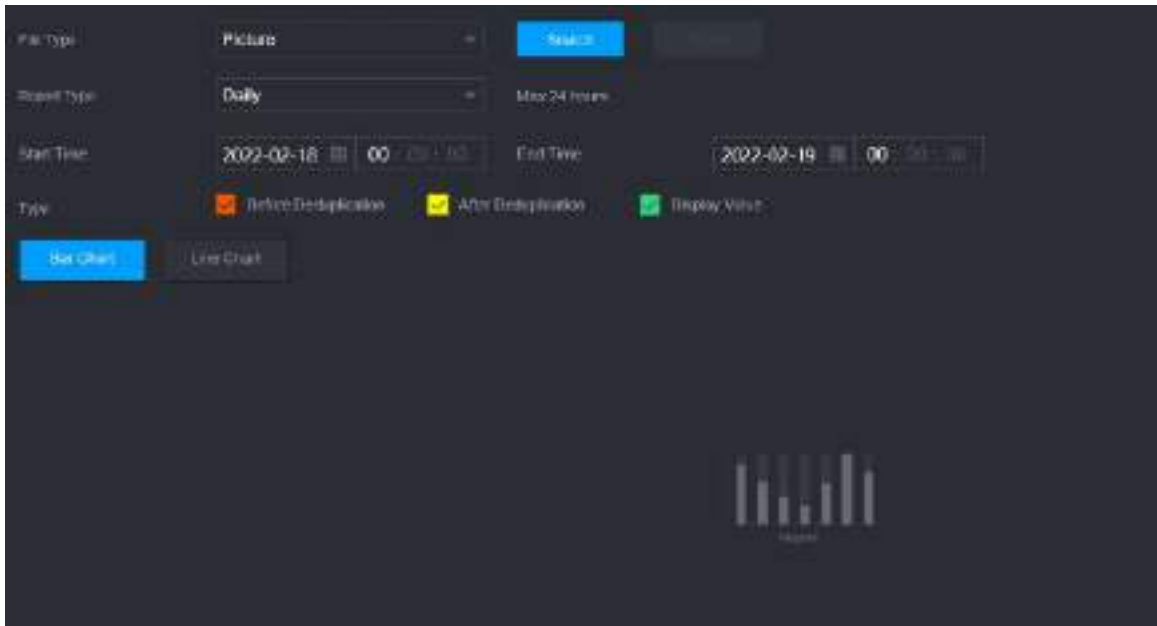 File Type Picture Search
Report Type Daily Max 24 hours
Start Time 2022-02-18 00 End Time 2022-02-19 00
Type Before Deduplication After Deduplication Display Value
Bar Chart Line Chart